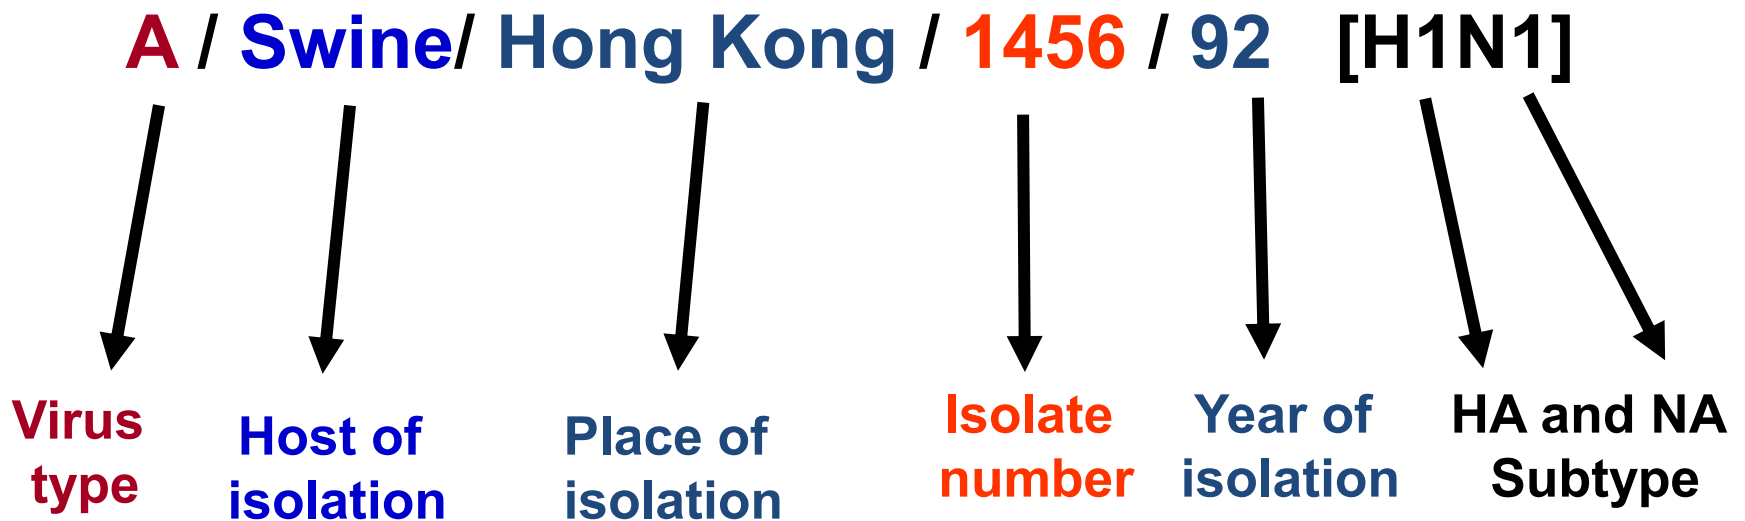 A / Swine/ Hong Kong / 1456 / 92 [H1N1]
Virus
type
Host of
isolation
Place of
isolation
Isolate
number
Year of
isolation
HA and NA
Subtype